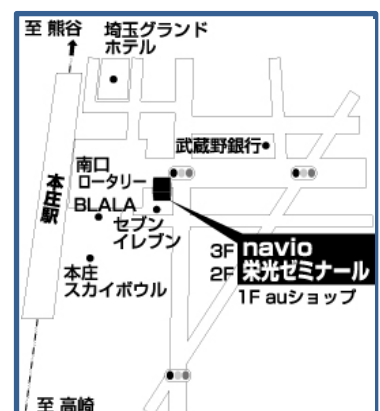 至 熊谷
埼玉グランド
ホテル
武蔵野銀行
南口
ロータリー
本庄駅
BLALA
セブン
イレブン
本庄
スカイボウル
3F navio
2F 栄光ゼミナール
1F auショップ
至 高崎